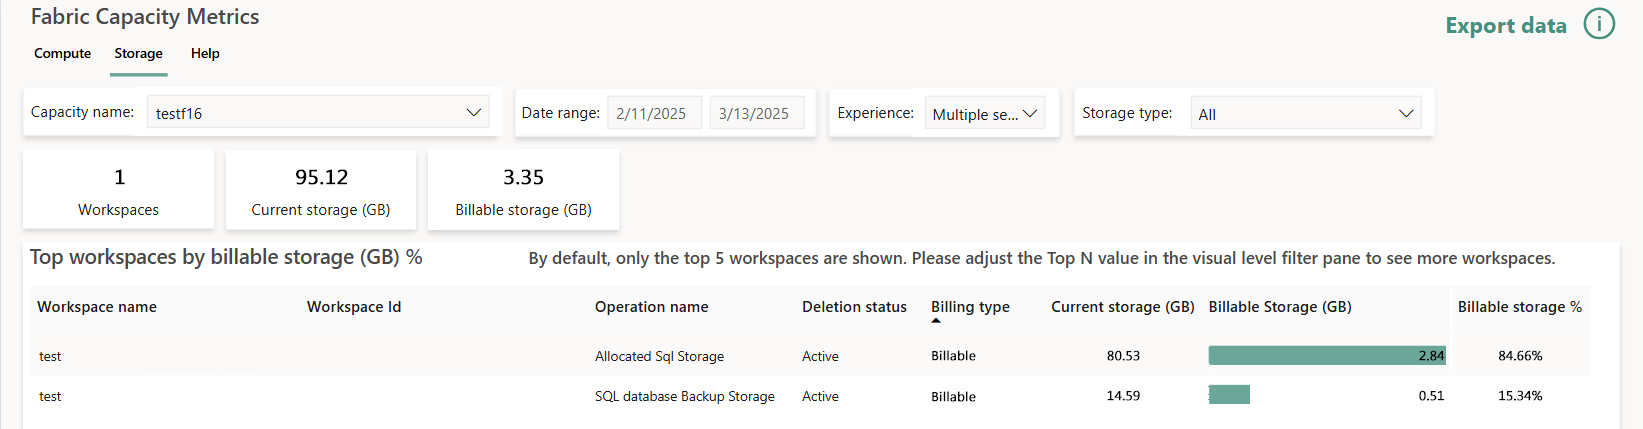 Fabric Capacity Metrics
Export data
Compute Storage Help
Capacity name: testf16 Date range: 2/11/2025 3/13/2025 Experience: Multiple se... Storage type: All
1 95.12 3.35
Workspaces Current storage (GB) Billable storage (GB)
Top workspaces by billable storage (GB) % By default, only the top 5 workspaces are shown. Please adjust the Top N value in the visual level filter pane to see more workspaces.
Workspace name Workspace Id Operation name Deletion status Billing type Current storage (GB) Billable Storage (GB) Billable storage %
test Allocated Sql Storage Active Billable 80.53 2.84 84.66%
test SQL database Backup Storage Active Billable 14.59 0.51 15.34%